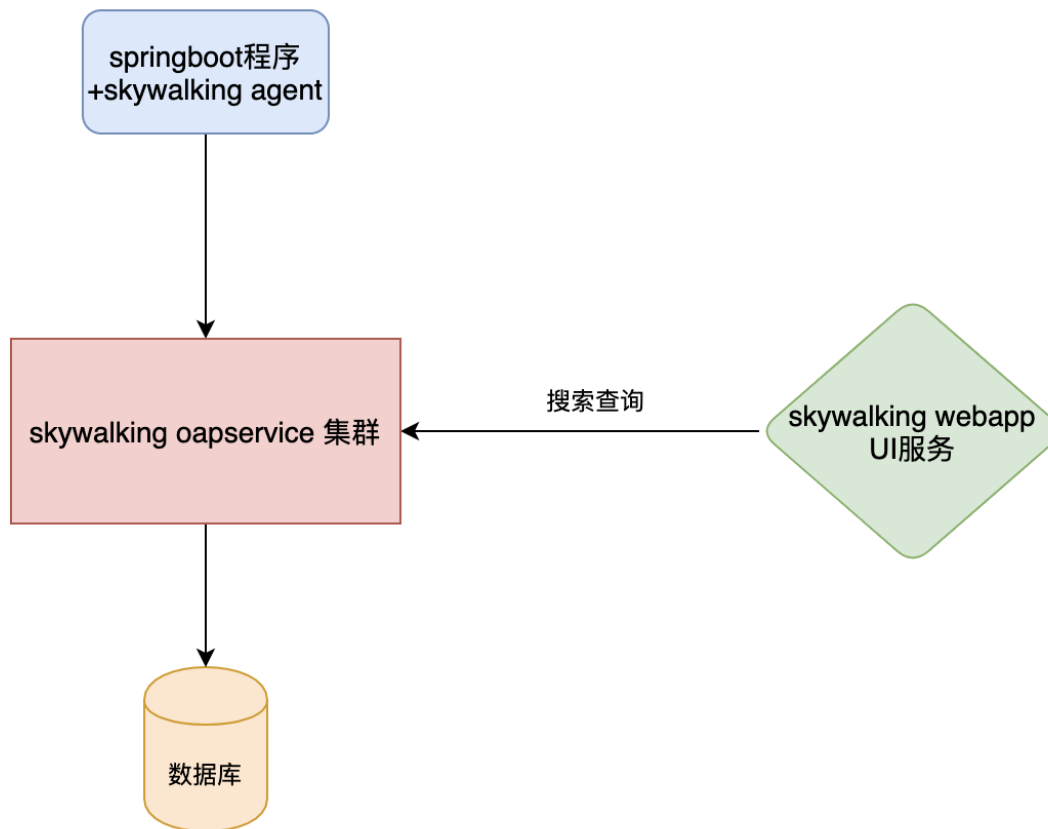 springboot程序
+skywalking agent
skywalking oapservice 集群
搜索查询
skywalking webapp
UI服务
数据库